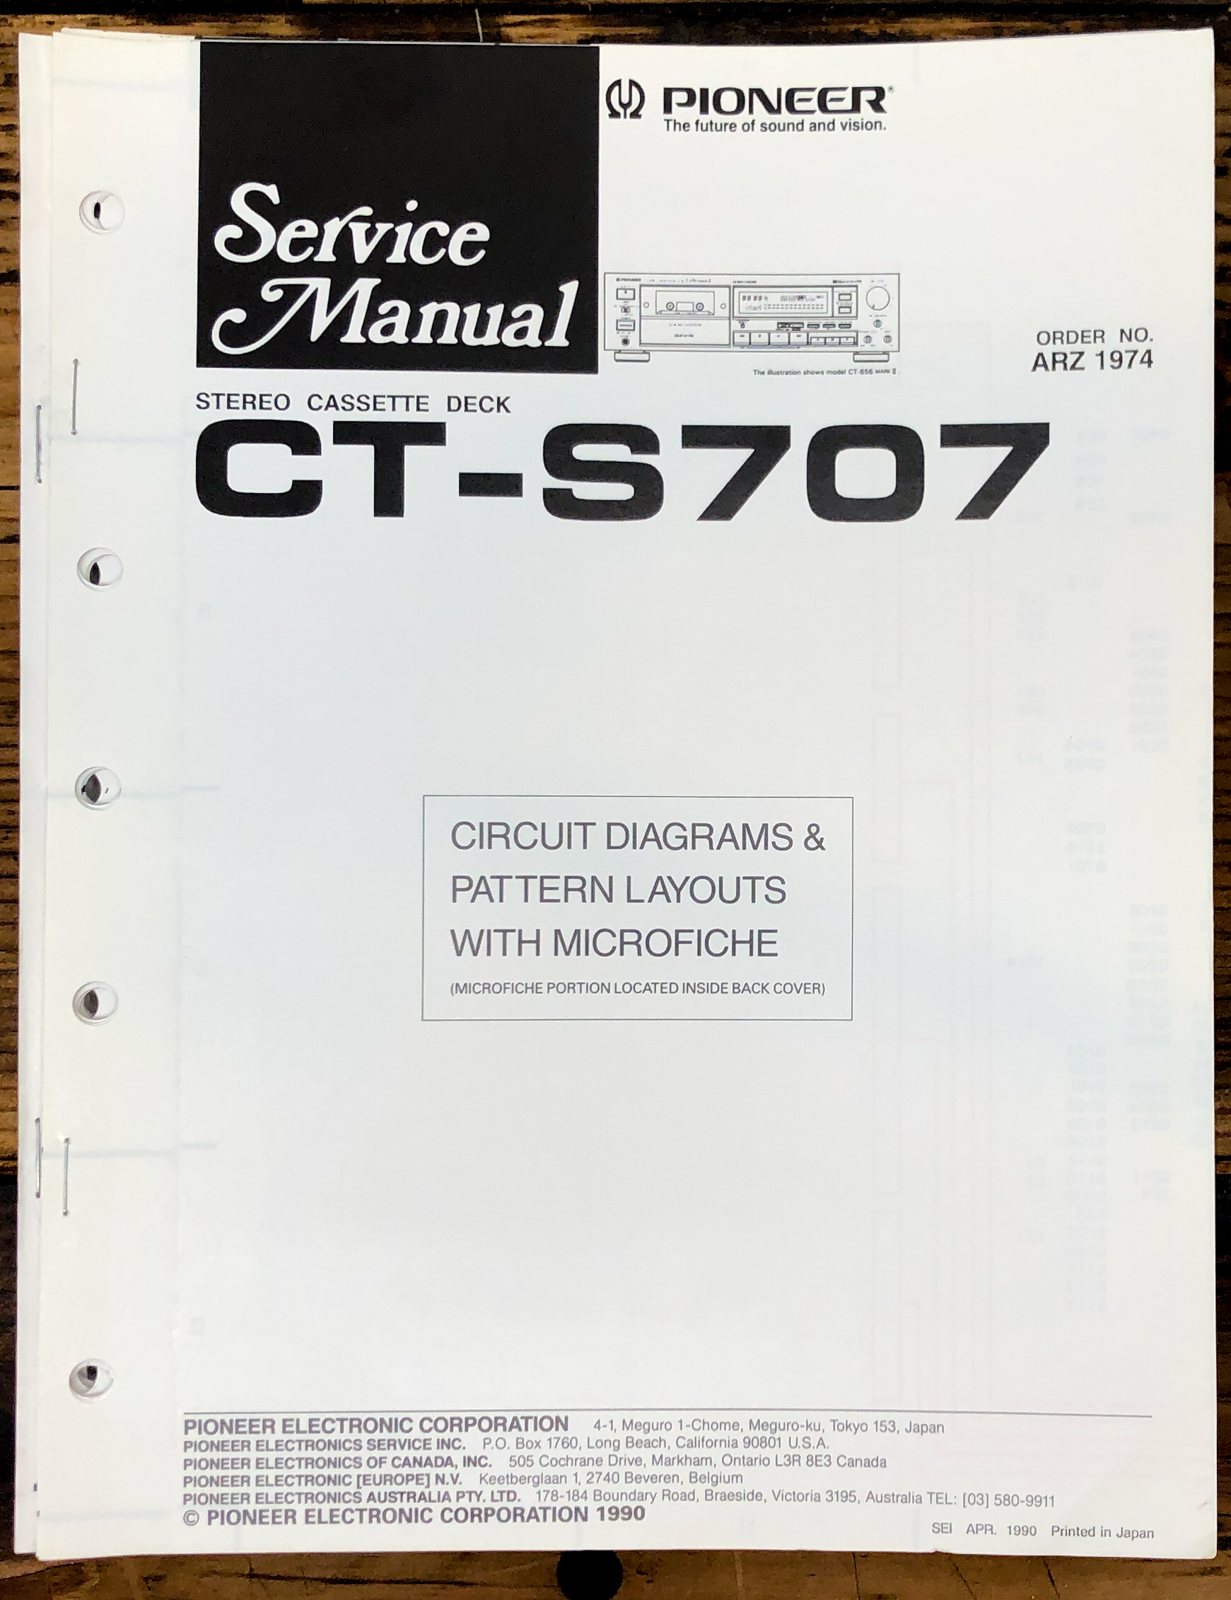 PIONEER®
The future of sound and vision.
Service
Manual
PIONEER
The illustration shows model CT-656 MARK II.
ORDER NO.
ARZ 1974
STEREO CASSETTE DECK
CT-S707
CIRCUIT DIAGRAMS &
PATTERN LAYOUTS
WITH MICROFICHE
(MICROFICHE PORTION LOCATED INSIDE BACK COVER)
PIONEER ELECTRONIC CORPORATION 4-1, Meguro 1-Chome, Meguro-ku, Tokyo 153, Japan
PIONEER ELECTRONICS SERVICE INC. P.O. Box 1760, Long Beach, California 90801 U.S.A.
PIONEER ELECTRONICS OF CANADA, INC. 505 Cochrane Drive, Markham, Ontario L3R 8E3 Canada
PIONEER ELECTRONIC [EUROPE] N.V. Keetberglaan 1, 2740 Beveren, Belgium
PIONEER ELECTRONICS AUSTRALIA PTY. LTD. 178-184 Boundary Road, Braeside, Victoria 3195, Australia TEL: [03] 580-9911
© PIONEER ELECTRONIC CORPORATION 1990
SEI APR. 1990 Printed in Japan